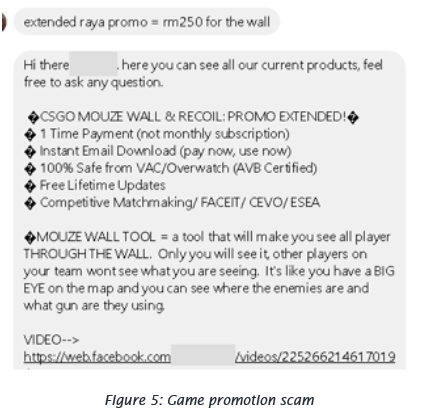 extended raya promo = rm250 for the wall
Hi there , here you can see all our current products, feel
free to ask any question.
�CSGO MOUZE WALL & RECOIL: PROMO EXTENDED!�
� 1 Time Payment (not monthly subscription)
� Instant Email Download (pay now, use now)
� 100% Safe from VAC/Overwatch (AVB Certified)
� Free Lifetime Updates
� Competitive Matchmaking/ FACEIT/ CEVO/ ESEA
�MOUZE WALL TOOL = a tool that will make you see all player
THROUGH THE WALL. Only you will see it, other players on
your team wont see what you are seeing. It's like you have a BIG
EYE on the map and you can see where the enemies are and
what gun are they using.
VIDEO-->
https://web.facebook.com /videos/225266214617019
Figure 5: Game promotion scam